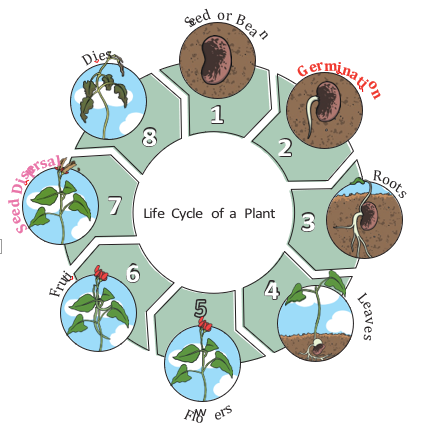 Seed or Bean
1
Germination
2
Roots
3
Leaves
4
Flowers
5
Fruti
6
Seed Dispersal
7
Dies
8
Life Cycle of a Plant